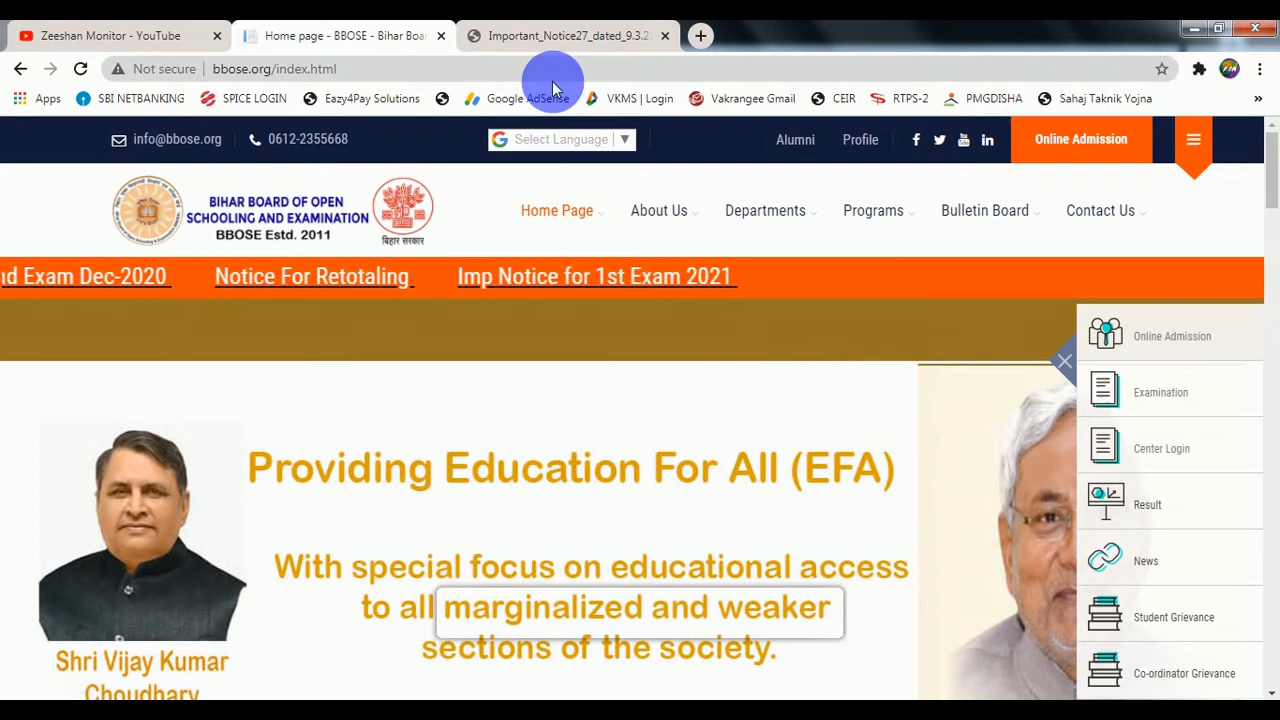 Zeeshan Monitor - YouTube
Home page - BBOSE - Bihar Boar
Important_Notice27_dated_9.3.2
Not secure
bbose.org/index.html
Apps
SBI NETBANKING
SPICE LOGIN
Eazy4Pay Solutions
Google AdSense
VKMS | Login
Vakrangee Gmail
CEIR
RTPS-2
PMGDISHA
Sahaj Taknik Yojna
info@bbose.org
0612-2355668
Select Language
Alumni
Profile
Online Admission
BIHAR BOARD OF OPEN
SCHOOLING AND EXAMINATION
BBOSE Estd. 2011
बिहार सरकार
Home Page
About Us
Departments
Programs
Bulletin Board
Contact Us
nd Exam Dec-2020
Notice For Retotaling
Imp Notice for 1st Exam 2021
Online Admission
Examination
Center Login
Result
News
Student Grievance
Co-ordinator Grievance
Providing Education For All (EFA)
With special focus on educational access
to all marginalized and weaker
sections of the society.
Shri Vijay Kumar
Choudhary